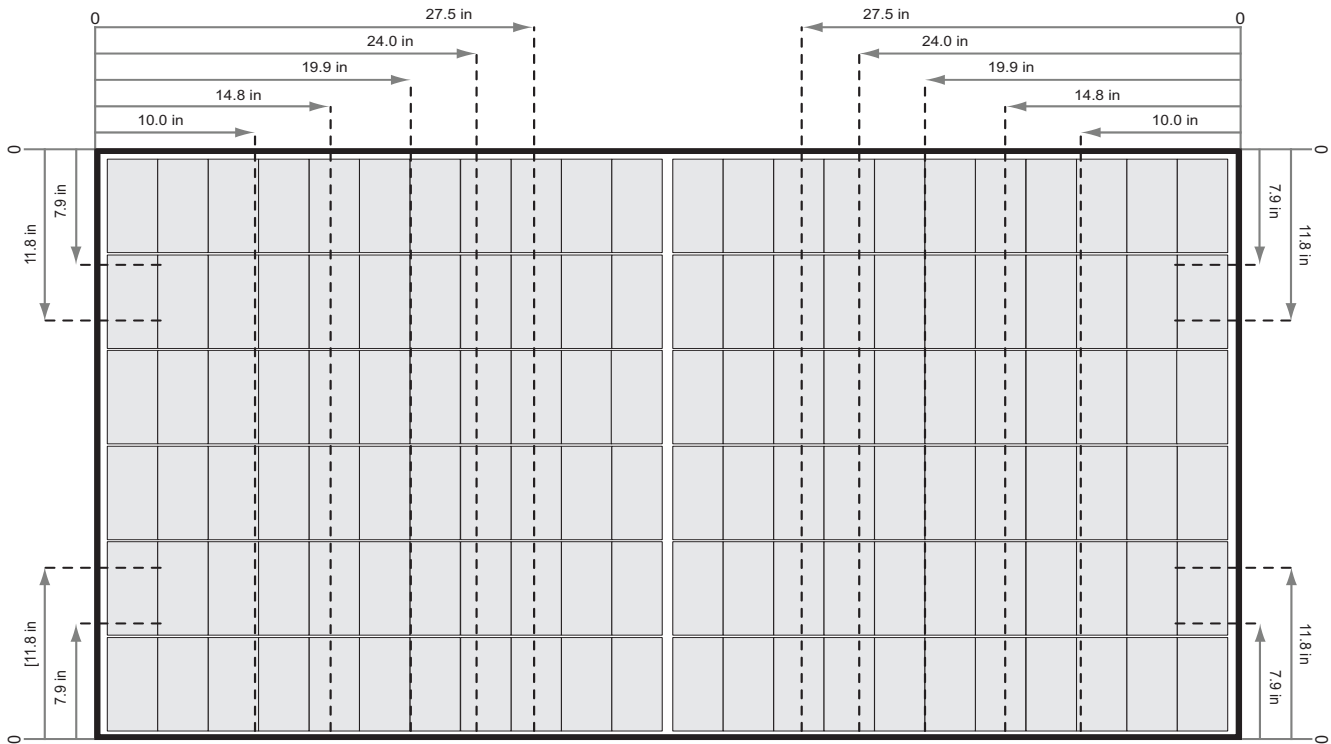 0 27.5 in 27.5 in 0
24.0 in 24.0 in
19.9 in 19.9 in
14.8 in 14.8 in
10.0 in 10.0 in
0 0
7.9 in 7.9 in
11.8 in 11.8 in
[11.8 in 11.8 in
7.9 in 7.9 in
0 0